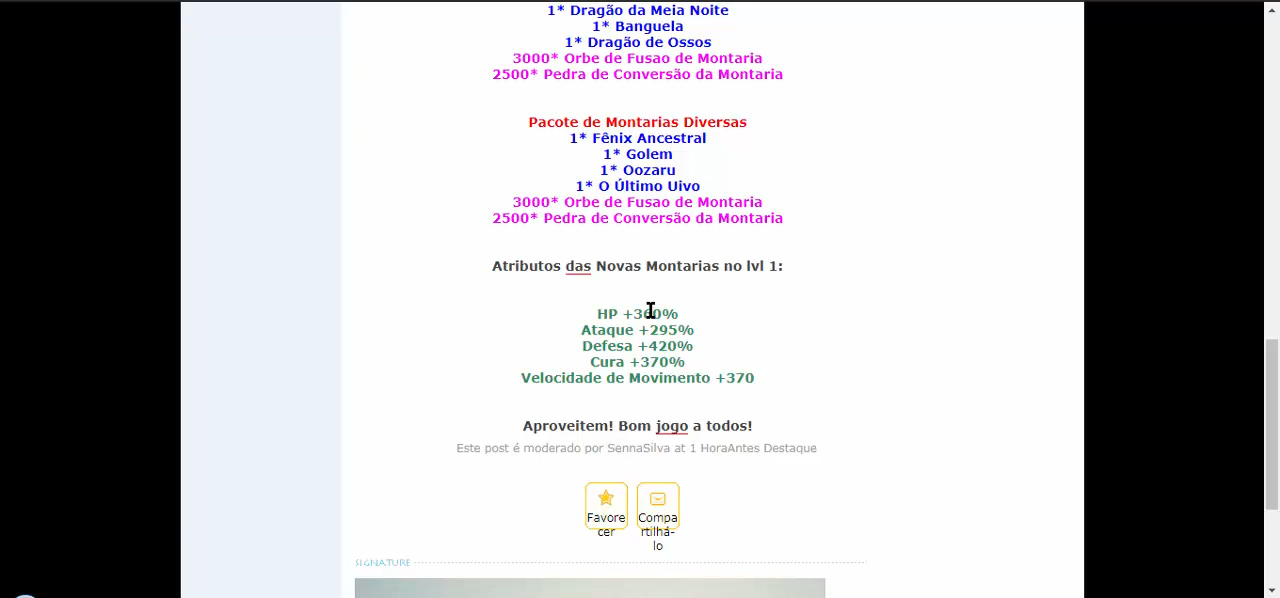 1* Dragão da Meia Noite
1* Banguela
1* Dragão de Ossos
3000* Orbe de Fusao de Montaria
2500* Pedra de Conversão da Montaria
Pacote de Montarias Diversas
1* Fênix Ancestral
1* Golem
1* Oozaru
1* O Último Uivo
3000* Orbe de Fusao de Montaria
2500* Pedra de Conversão da Montaria
Atributos das Novas Montarias no lvl 1:
HP +360%
Ataque +295%
Defesa +420%
Cura +370%
Velocidade de Movimento +370
Aproveitem! Bom jogo a todos!
Este post é moderado por SennaSilva at 1 HoraAntes Destaque
Favore
cer
Compa
rtilhá-
lo
SIGNATURE